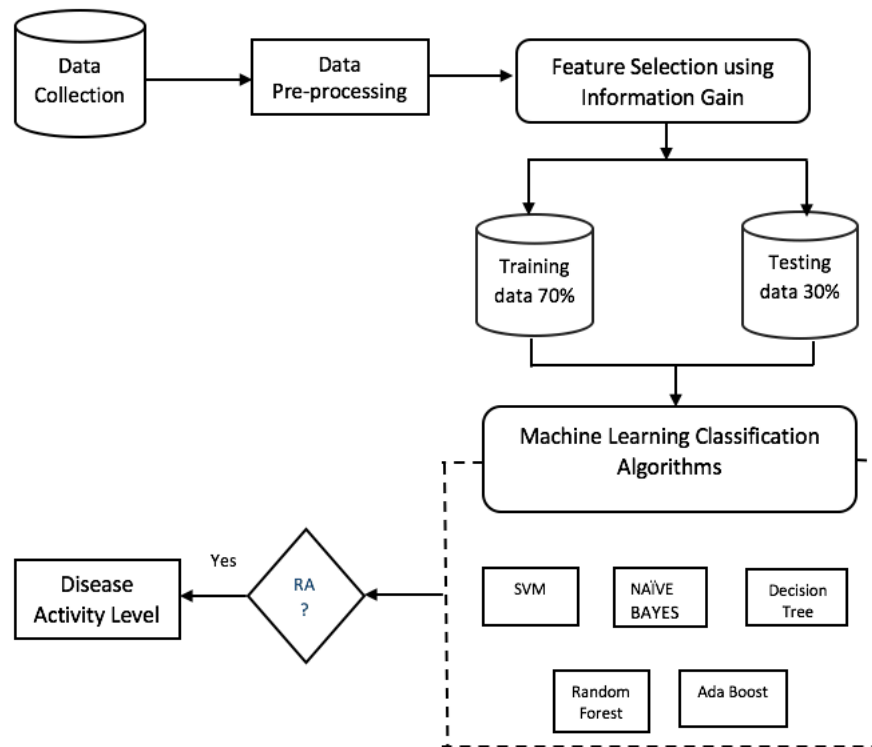 Data
Collection
Data
Pre-processing
Feature Selection using
Information Gain
Training
data 70%
Testing
data 30%
Machine Learning Classification
Algorithms
SVM
NAÏVE
BAYES
Decision
Tree
Random
Forest
Ada Boost
RA
?
Yes
Disease
Activity Level